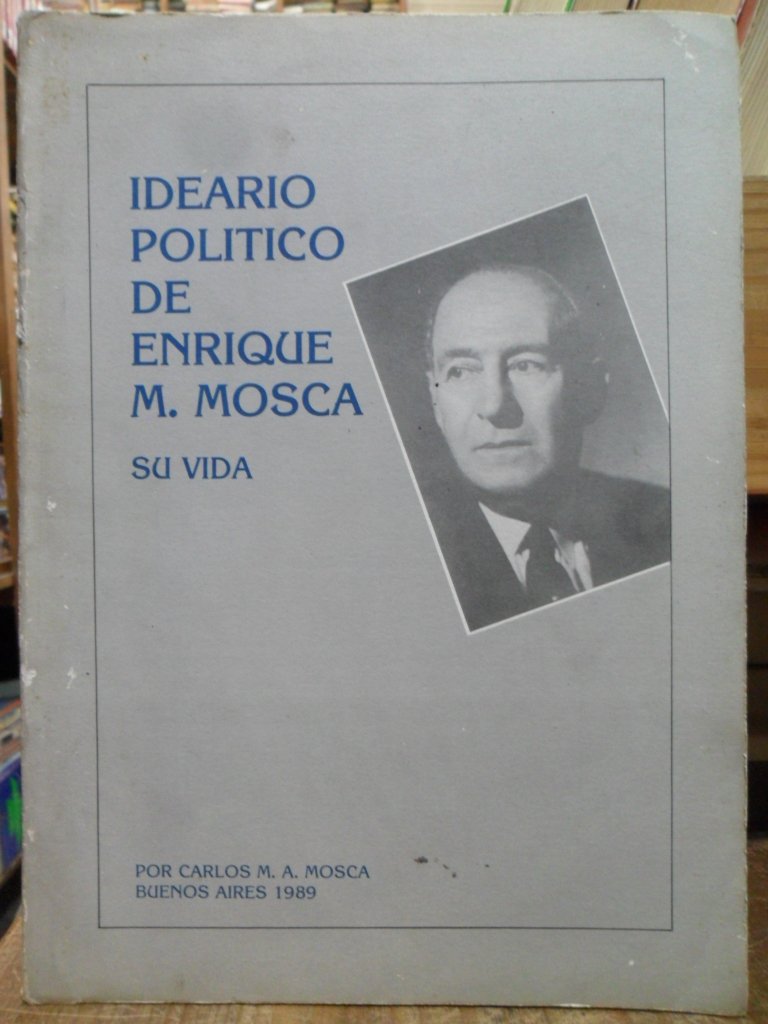 IDEARIO
POLITICO
DE
ENRIQUE
M. MOSCA
SU VIDA
POR CARLOS M. A. MOSCA
BUENOS AIRES 1989